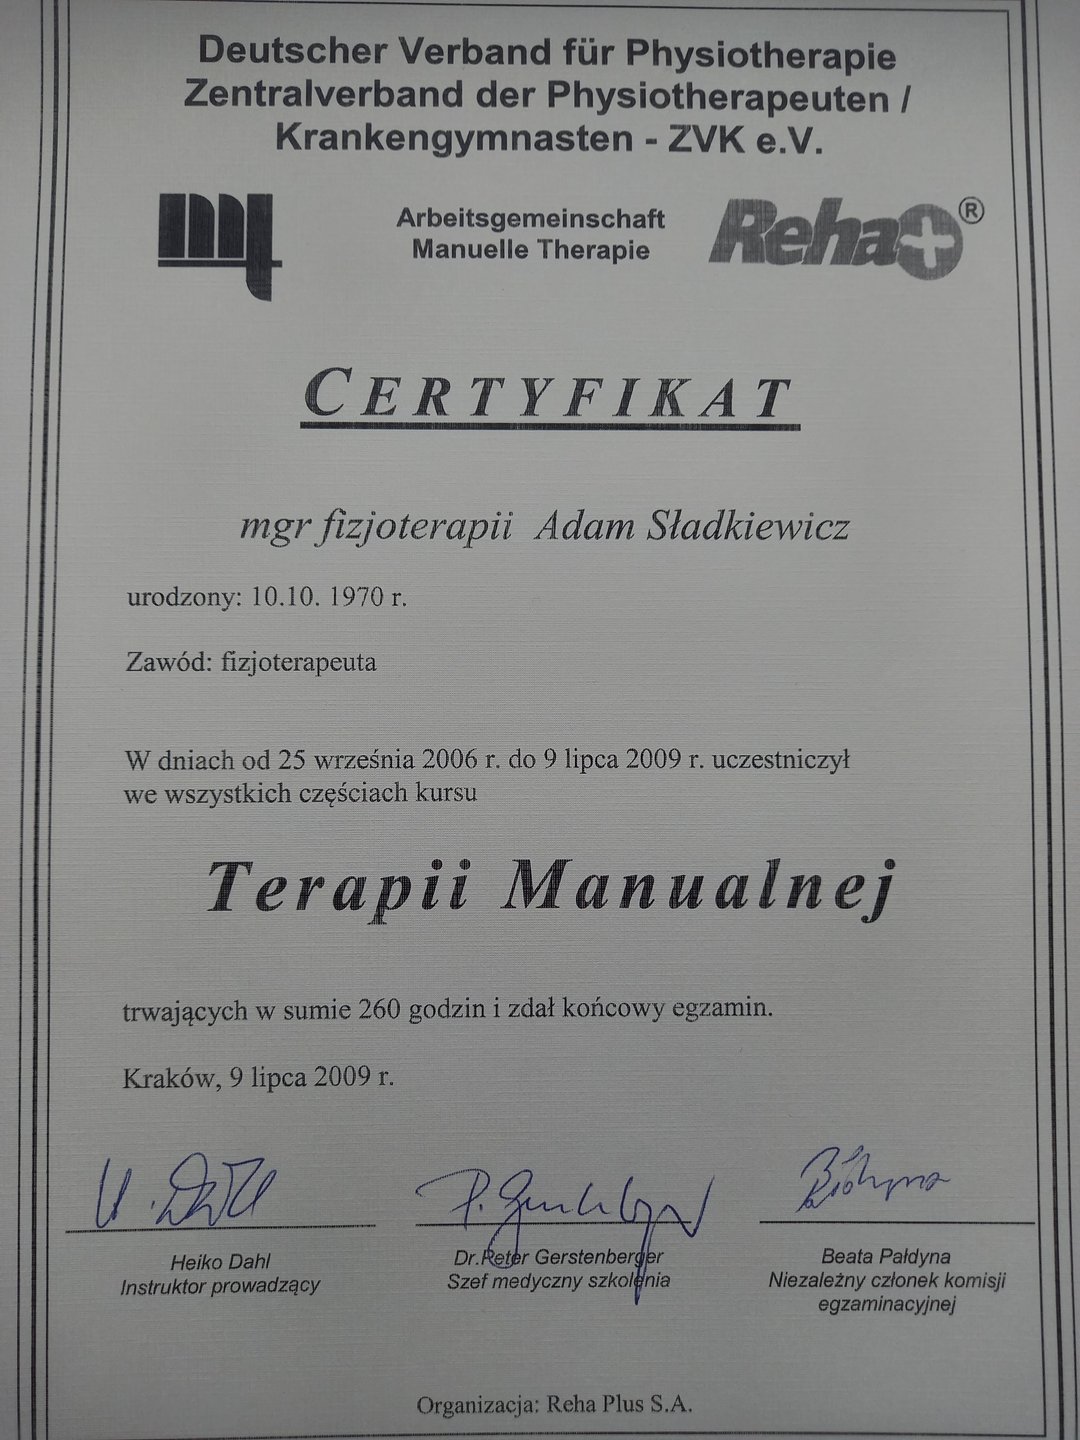 Deutscher Verband für Physiotherapie
Zentralverband der Physiotherapeuten /
Krankengymnasten - ZVK e.V.
mt
Arbeitsgemeinschaft
Manuelle Therapie
Reha+®
CERTYFIKAT
mgr fizjoterapii Adam Sładkiewicz
urodzony: 10.10. 1970 r.
Zawód: fizjoterapeuta
W dniach od 25 września 2006 r. do 9 lipca 2009 r. uczestniczył
we wszystkich częściach kursu
Terapii Manualnej
trwających w sumie 260 godzin i zdał końcowy egzamin.
Kraków, 9 lipca 2009 r.
Heiko Dahl
Instruktor prowadzący
Dr.Peter Gerstenberger
Szef medyczny szkolenia
Beata Pałdyna
Niezależny członek komisji
egzaminacyjnej
Organizacja: Reha Plus S.A.